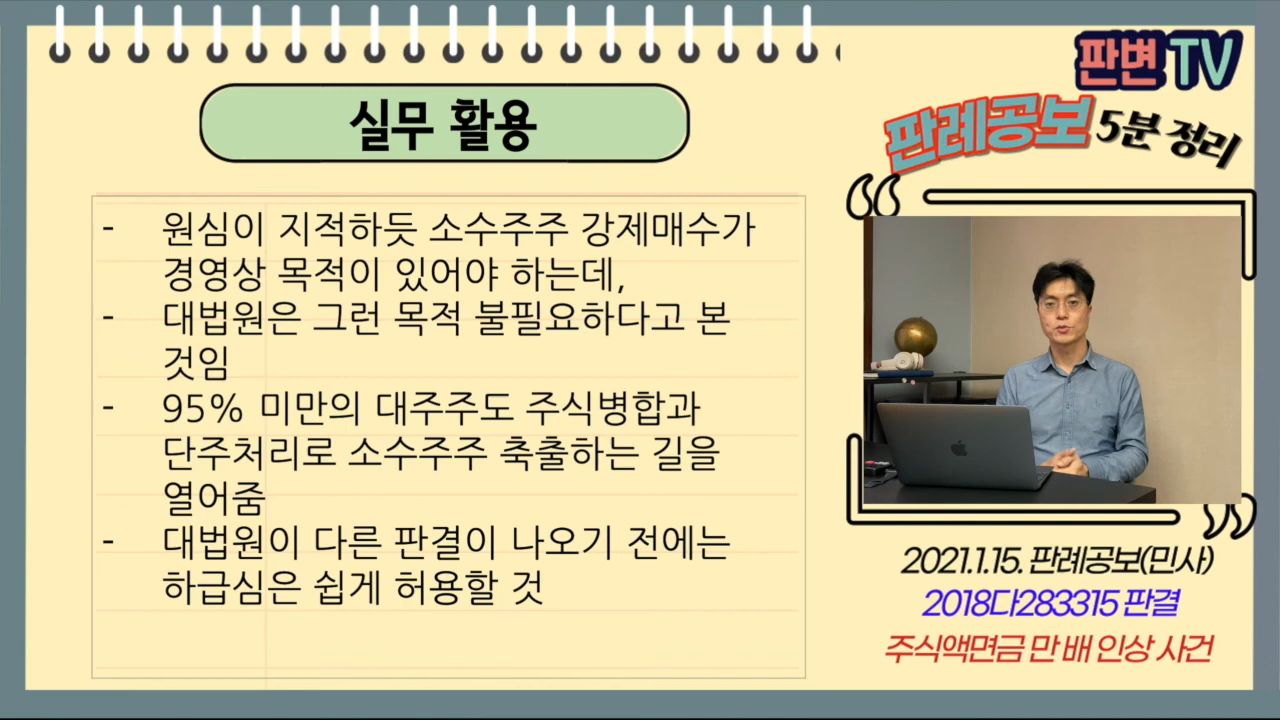 실무 활용
- 원심이 지적하듯 소수주주 강제매수가
경영상 목적이 있어야 하는데,
- 대법원은 그런 목적 불필요하다고 본
것임
- 95% 미만의 대주주도 주식병합과
단주처리로 소수주주 축출하는 길을
열어줌
- 대법원이 다른 판결이 나오기 전에는
하급심은 쉽게 허용할 것
판변TV
판례공보 5분 정리
2021.1.15. 판례공보(민사)
2018다283315 판결
주식액면금 만 배 인상 사건